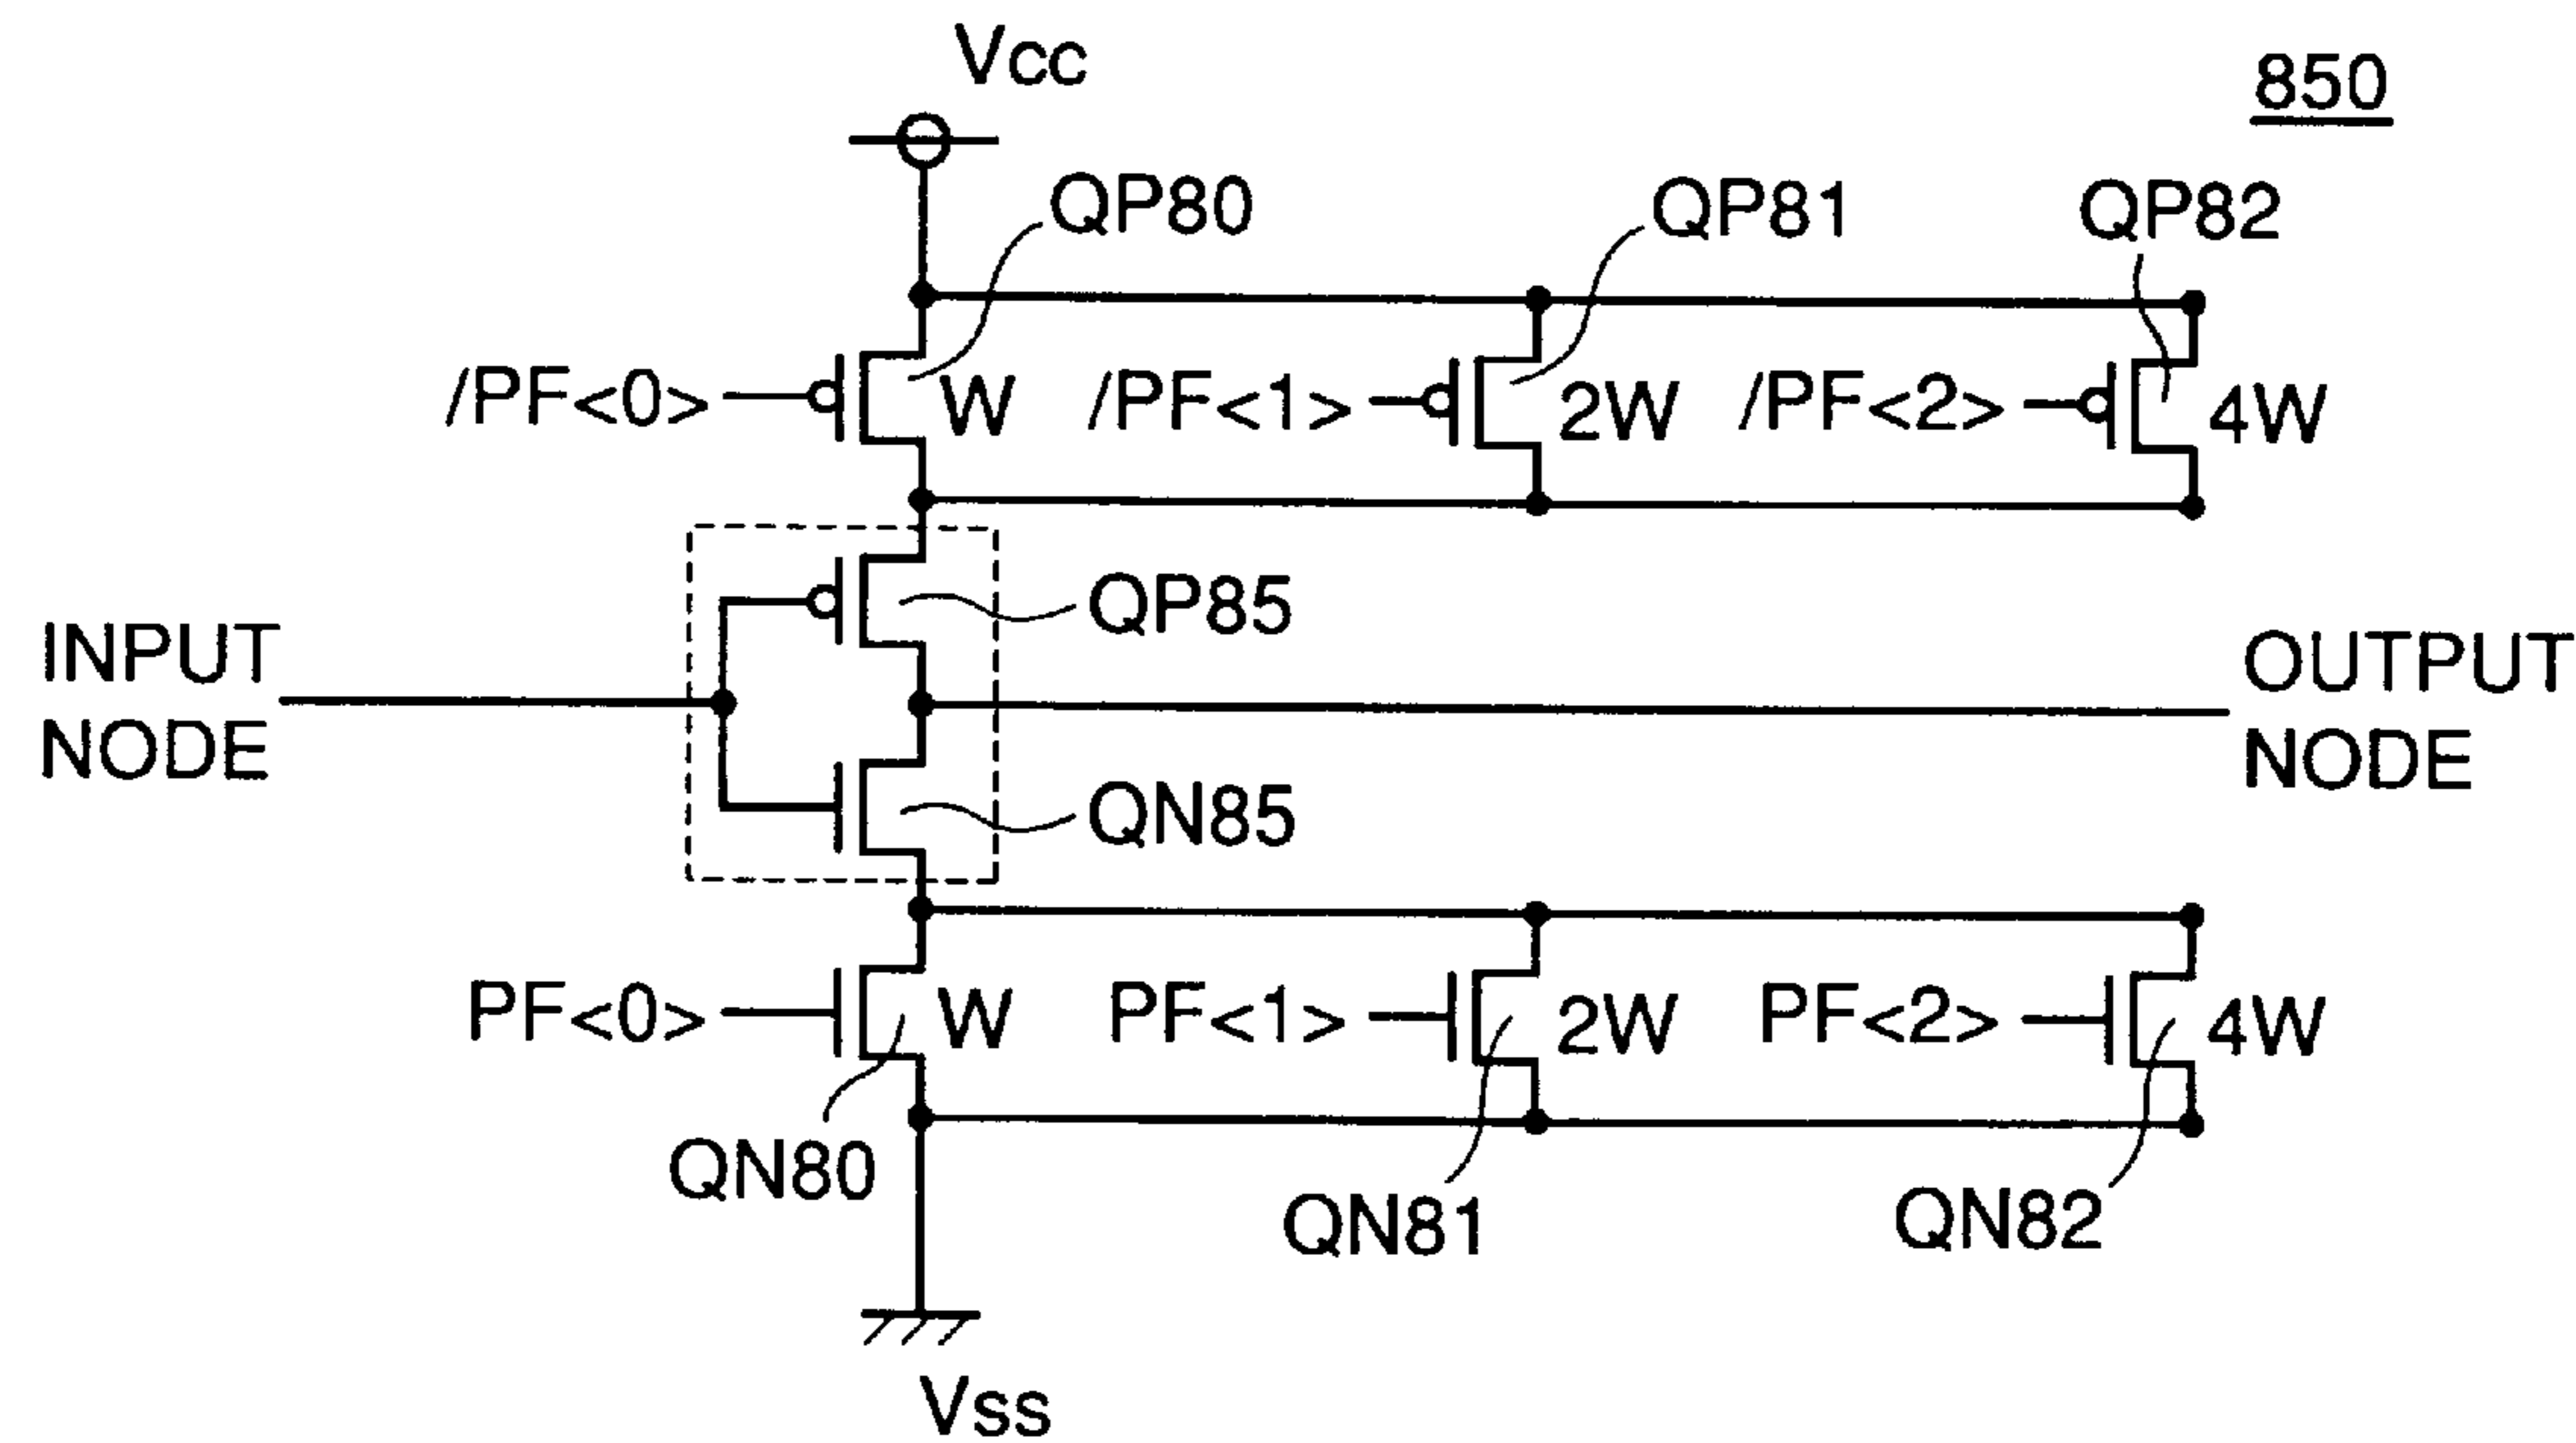 Vcc
850
QP80
QP81
QP82
/PF<0>
W
/PF<1>
2W
/PF<2>
4W
QP85
INPUT
NODE
OUTPUT
NODE
QN85
PF<0>
W
PF<1>
2W
PF<2>
4W
QN80
QN81
QN82
Vss